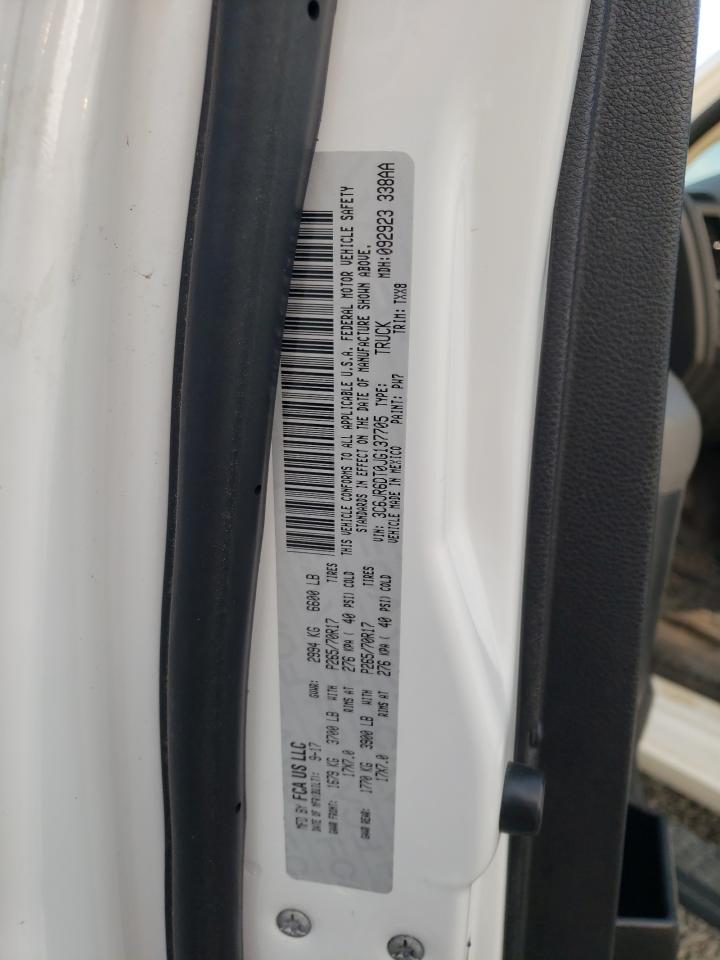 MFD BY FCA US LLC
DATE OF MFR(BUILT): 9-17 GVWR: 2994 KG 6600 LB
GAWR FRONT: 1679 KG 3700 LB WITH P265/70R17 TIRES
17X7.0 RIMS AT 276 KPA( 40 PSI) COLD
GAWR REAR: 1770 KG 3900 LB WITH P265/70R17 TIRES
17X7.0 RIMS AT 276 KPA( 40 PSI) COLD
THIS VEHICLE CONFORMS TO ALL APPLICABLE U.S.A. FEDERAL MOTOR VEHICLE SAFETY
STANDARDS IN EFFECT ON THE DATE OF MANUFACTURE SHOWN ABOVE.
VIN: 3C6JR6DT0JG137705 TYPE: TRUCK MDH:092923 338AA
VEHICLE MADE IN MEXICO PAINT: PW7 TRIM: TXX8